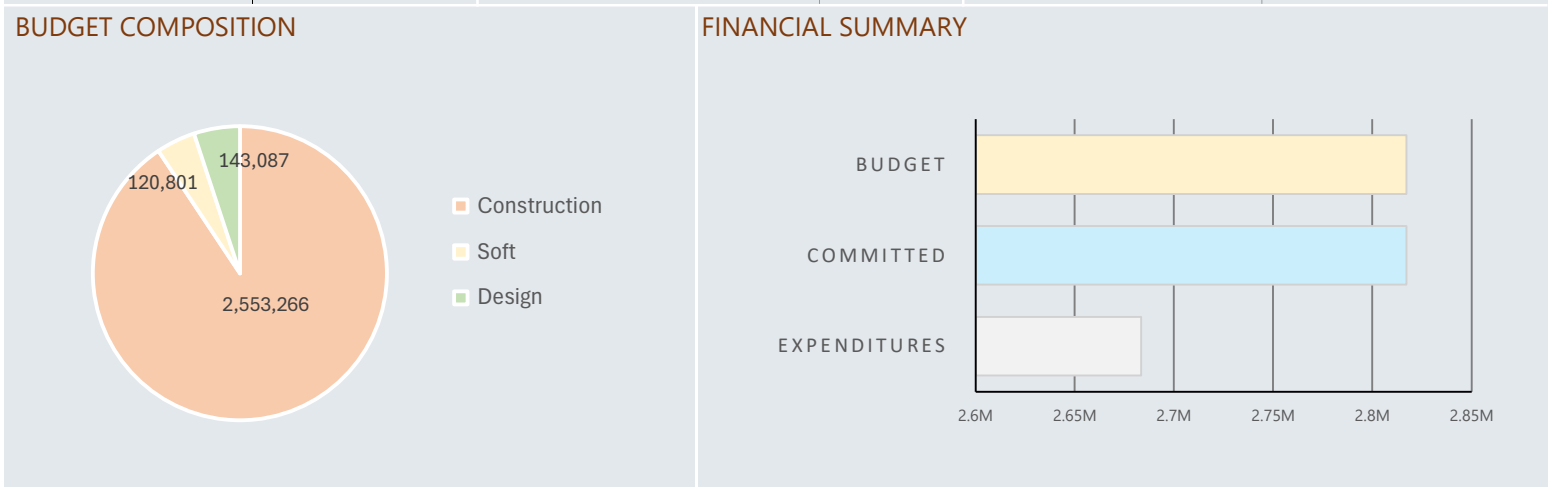 BUDGET COMPOSITION
143,087
120,801
2,553,266
Construction
Soft
Design
FINANCIAL SUMMARY
BUDGET
COMMITTED
EXPENDITURES
2.6M 2.65M 2.7M 2.75M 2.8M 2.85M